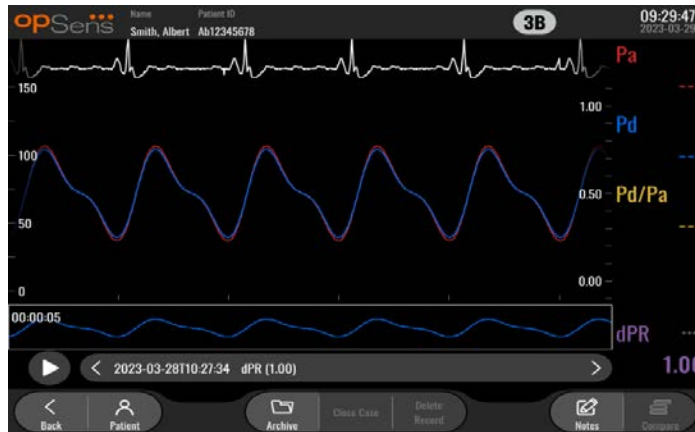 opSens
Name Patient ID
Smith, Albert Ab12345678
3B
09:29:47
2023-03-29
Pa
--
150
1.00
Pd
100
--
0.50
Pd/Pa
50
--
0.00
0
00:00:05
dPR
---
2023-03-28T10:27:34 dPR (1.00)
1.00
Back
Patient
Archive
Close Case
Delete
Record
Notes
Compare